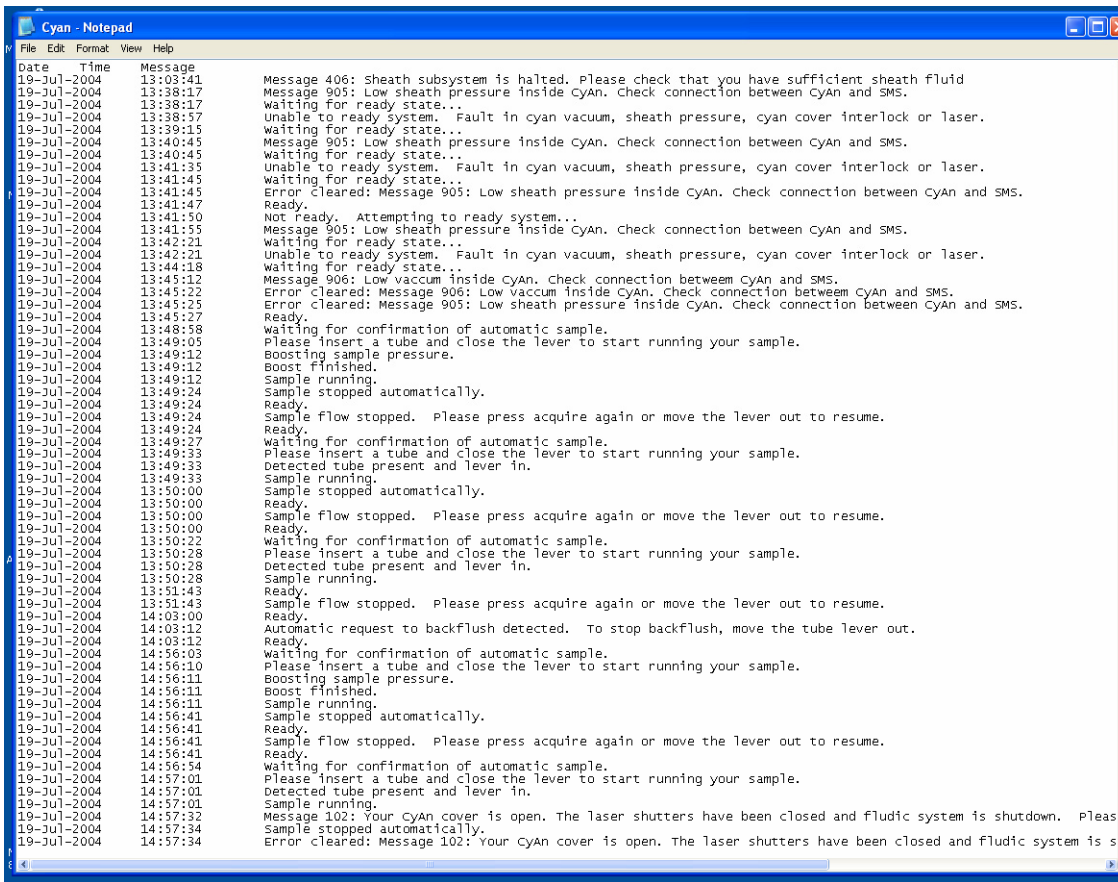 Cyan - Notepad
File Edit Format View Help
Date Time Message
19-Jul-2004 13:03:41 Message 406: Sheath subsystem is halted. Please check that you have sufficient sheath fluid
19-Jul-2004 13:38:17 Message 905: Low sheath pressure inside CyAn. Check connection between CyAn and SMS.
19-Jul-2004 13:38:17 Waiting for ready state...
19-Jul-2004 13:38:57 Unable to ready system. Fault in cyan vacuum, sheath pressure, cyan cover interlock or laser.
19-Jul-2004 13:39:15 Waiting for ready state...
19-Jul-2004 13:40:45 Message 905: Low sheath pressure inside CyAn. Check connection between CyAn and SMS.
19-Jul-2004 13:40:45 Waiting for ready state...
19-Jul-2004 13:41:35 Unable to ready system. Fault in cyan vacuum, sheath pressure, cyan cover interlock or laser.
19-Jul-2004 13:41:45 Waiting for ready state...
19-Jul-2004 13:41:45 Error cleared: Message 905: Low sheath pressure inside CyAn. Check connection between CyAn and SMS.
19-Jul-2004 13:41:47 Ready.
19-Jul-2004 13:41:50 Not ready. Attempting to ready system...
19-Jul-2004 13:41:55 Message 905: Low sheath pressure inside CyAn. Check connection between CyAn and SMS.
19-Jul-2004 13:42:21 Waiting for ready state...
19-Jul-2004 13:42:21 Unable to ready system. Fault in cyan vacuum, sheath pressure, cyan cover interlock or laser.
19-Jul-2004 13:44:18 Waiting for ready state...
19-Jul-2004 13:45:12 Message 906: Low vaccum inside CyAn. Check connection betweem CyAn and SMS.
19-Jul-2004 13:45:22 Error cleared: Message 906: Low vaccum inside CyAn. Check connection betweem CyAn and SMS.
19-Jul-2004 13:45:25 Error cleared: Message 905: Low sheath pressure inside CyAn. Check connection between CyAn and SMS.
19-Jul-2004 13:45:27 Ready.
19-Jul-2004 13:48:58 Waiting for confirmation of automatic sample.
19-Jul-2004 13:49:05 Please insert a tube and close the lever to start running your sample.
19-Jul-2004 13:49:12 Boosting sample pressure.
19-Jul-2004 13:49:12 Boost finished.
19-Jul-2004 13:49:12 Sample running.
19-Jul-2004 13:49:24 Sample stopped automatically.
19-Jul-2004 13:49:24 Ready.
19-Jul-2004 13:49:24 Sample flow stopped. Please press acquire again or move the lever out to resume.
19-Jul-2004 13:49:24 Ready.
19-Jul-2004 13:49:27 Waiting for confirmation of automatic sample.
19-Jul-2004 13:49:33 Please insert a tube and close the lever to start running your sample.
19-Jul-2004 13:49:33 Detected tube present and lever in.
19-Jul-2004 13:49:33 Sample running.
19-Jul-2004 13:50:00 Sample stopped automatically.
19-Jul-2004 13:50:00 Ready.
19-Jul-2004 13:50:00 Sample flow stopped. Please press acquire again or move the lever out to resume.
19-Jul-2004 13:50:00 Ready.
19-Jul-2004 13:50:22 Waiting for confirmation of automatic sample.
19-Jul-2004 13:50:28 Please insert a tube and close the lever to start running your sample.
19-Jul-2004 13:50:28 Detected tube present and lever in.
19-Jul-2004 13:50:28 Sample running.
19-Jul-2004 13:51:43 Ready.
19-Jul-2004 13:51:43 Sample flow stopped. Please press acquire again or move the lever out to resume.
19-Jul-2004 14:03:00 Ready.
19-Jul-2004 14:03:12 Automatic request to backflush detected. To stop backflush, move the tube lever out.
19-Jul-2004 14:03:12 Ready.
19-Jul-2004 14:56:03 Waiting for confirmation of automatic sample.
19-Jul-2004 14:56:10 Please insert a tube and close the lever to start running your sample.
19-Jul-2004 14:56:11 Boosting sample pressure.
19-Jul-2004 14:56:11 Boost finished.
19-Jul-2004 14:56:11 Sample running.
19-Jul-2004 14:56:41 Sample stopped automatically.
19-Jul-2004 14:56:41 Ready.
19-Jul-2004 14:56:41 Sample flow stopped. Please press acquire again or move the lever out to resume.
19-Jul-2004 14:56:41 Ready.
19-Jul-2004 14:56:54 Waiting for confirmation of automatic sample.
19-Jul-2004 14:57:01 Please insert a tube and close the lever to start running your sample.
19-Jul-2004 14:57:01 Detected tube present and lever in.
19-Jul-2004 14:57:01 Sample running.
19-Jul-2004 14:57:32 Message 102: Your CyAn cover is open. The laser shutters have been closed and fludic system is shutdown. Pleas
19-Jul-2004 14:57:34 Sample stopped automatically.
19-Jul-2004 14:57:34 Error cleared: Message 102: Your CyAn cover is open. The laser shutters have been closed and fludic system is s